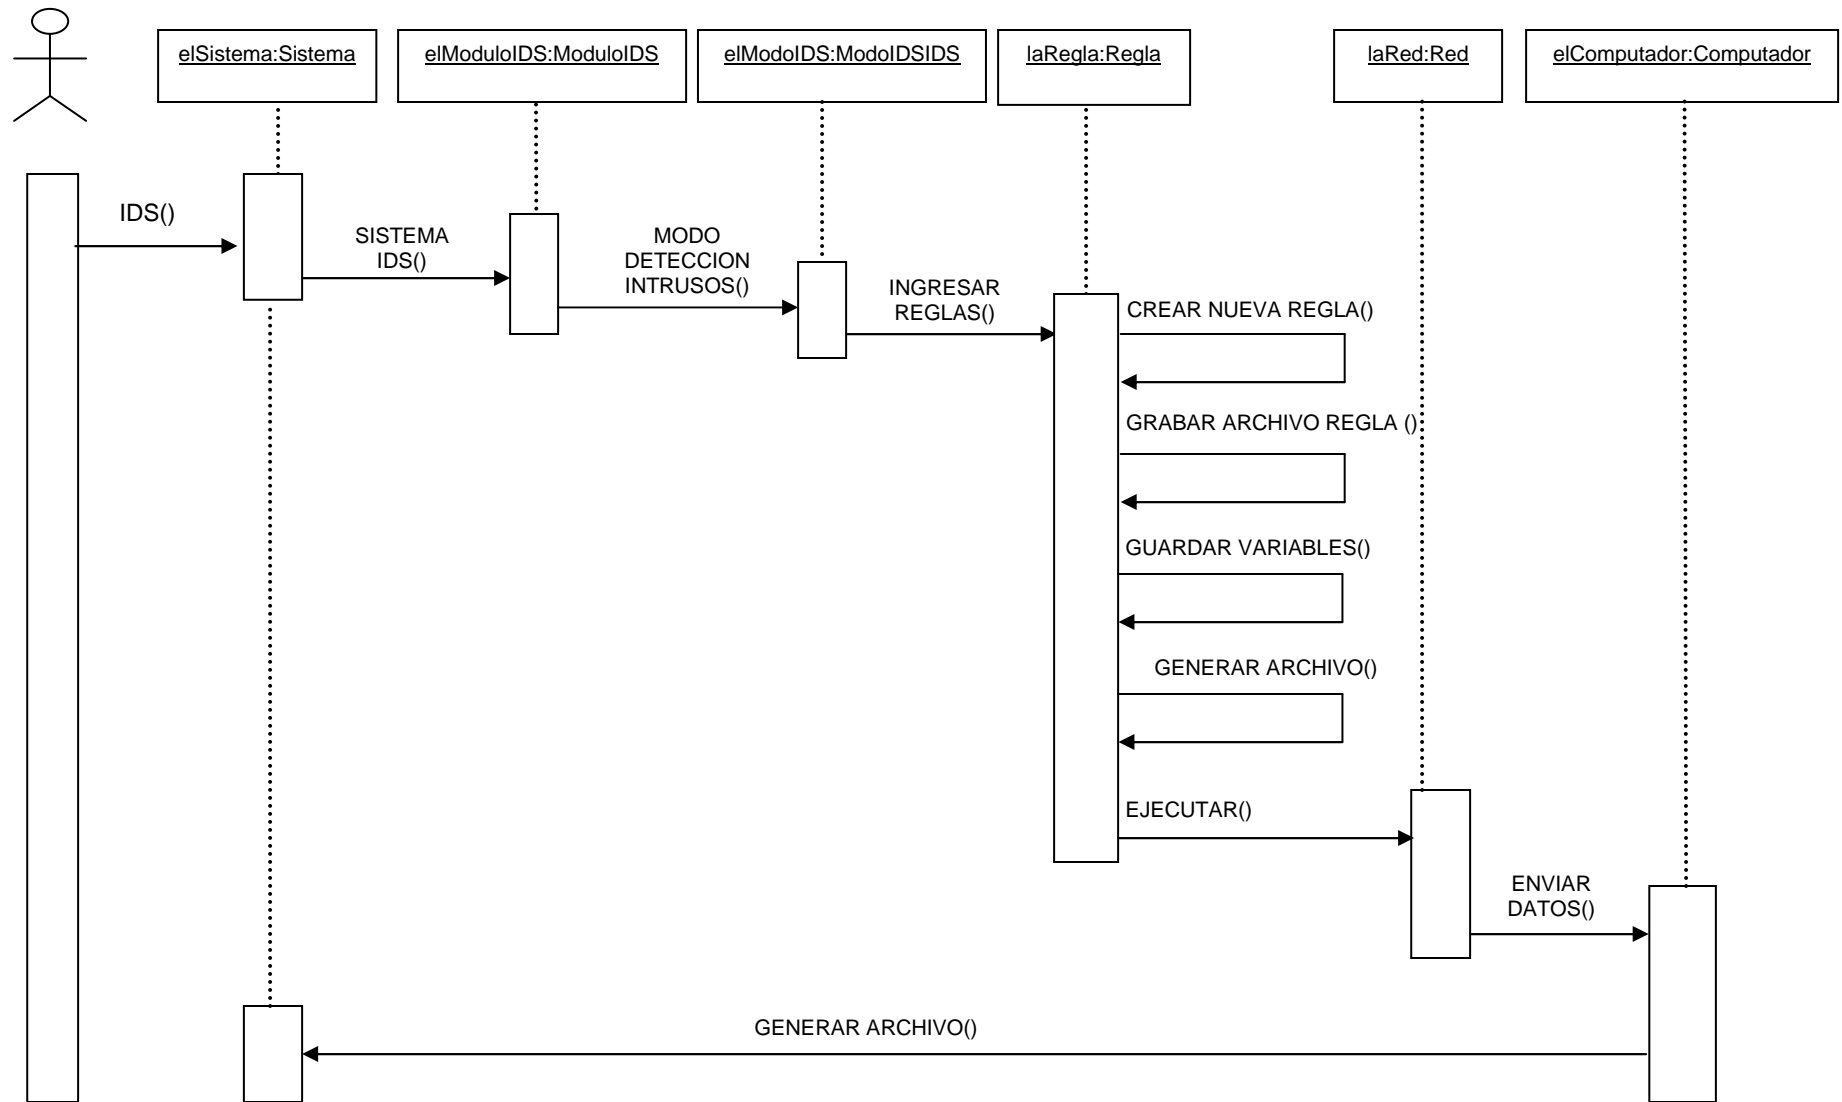 elSistema:Sistema
elModuloIDS:ModuloIDS
elModoIDS:ModoIDSIDS
laRegla:Regla
laRed:Red
elComputador:Computador
IDS()
SISTEMA
IDS()
MODO
DETECCION
INTRUSOS()
INGRESAR
REGLAS()
CREAR NUEVA REGLA()
GRABAR ARCHIVO REGLA ()
GUARDAR VARIABLES()
GENERAR ARCHIVO()
EJECUTAR()
ENVIAR
DATOS()
GENERAR ARCHIVO()